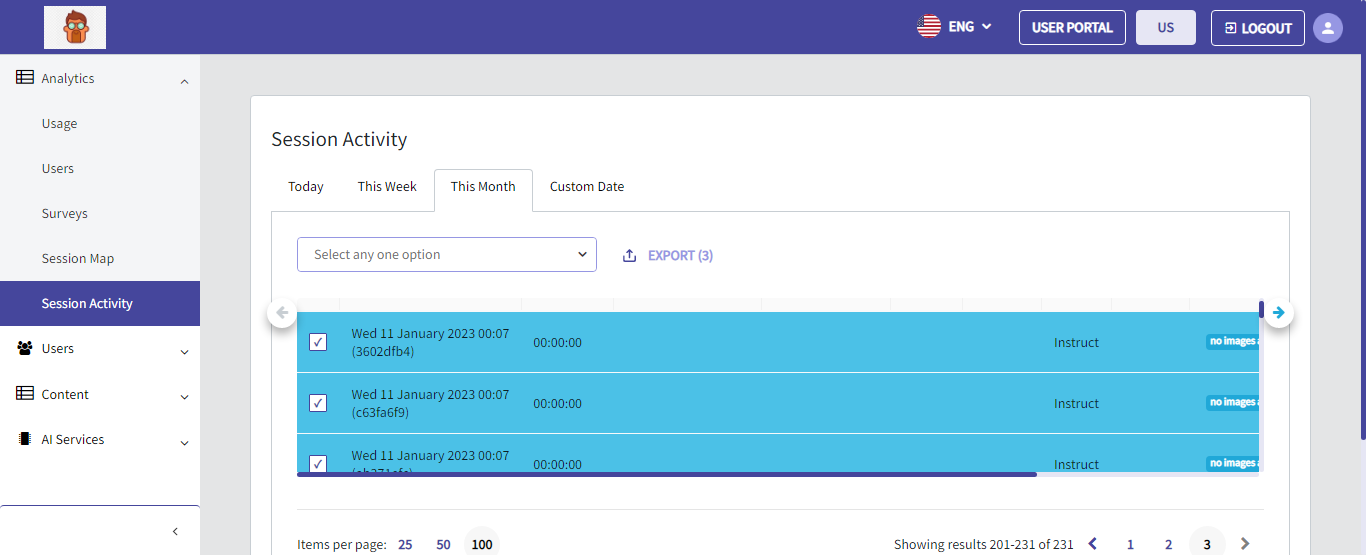 ENG
USER PORTAL
US
LOGOUT
Analytics
Usage
Users
Surveys
Session Map
Session Activity
Users
Content
AI Services
Session Activity
Today
This Week
This Month
Custom Date
Select any one option
EXPORT (3)
Wed 11 January 2023 00:07
(3602dfb4)
00:00:00
Instruct
no images
Wed 11 January 2023 00:07
(c63fa6f9)
00:00:00
Instruct
no images
Wed 11 January 2023 00:07
00:00:00
Instruct
no images
Items per page: 25 50 100
Showing results 201-231 of 231 1 2 3